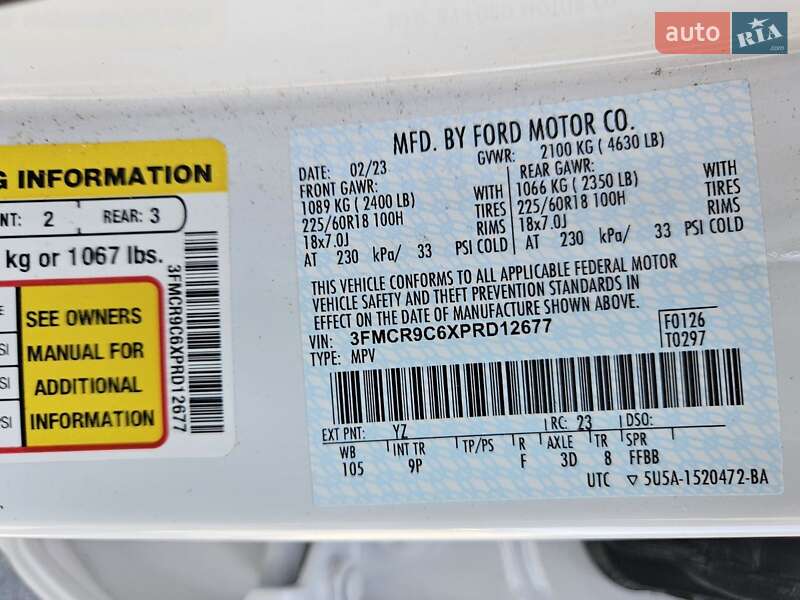 auto RIA.com
G INFORMATION
NT: 2 REAR: 3
kg or 1067 lbs.
SI
SI
PSI
SEE OWNERS
MANUAL FOR
ADDITIONAL
INFORMATION
3FMCR9C6XPRD12677
MFD. BY FORD MOTOR CO.
DATE: 02/23 GVWR: 2100 KG ( 4630 LB)
FRONT GAWR: REAR GAWR:
1089 KG ( 2400 LB) WITH 1066 KG ( 2350 LB) WITH
225/60R18 100H TIRES 225/60R18 100H TIRES
18x7.0J RIMS 18x7.0J RIMS
AT 230 kPa/ 33 PSI COLD AT 230 kPa/ 33 PSI COLD
THIS VEHICLE CONFORMS TO ALL APPLICABLE FEDERAL MOTOR
VEHICLE SAFETY AND THEFT PREVENTION STANDARDS IN
EFFECT ON THE DATE OF MANUFACTURE SHOWN ABOVE.
VIN: 3FMCR9C6XPRD12677 F0126
TYPE: MPV T0297
EXT PNT: YZ RC: 23 DSO:
WB INT TR TP/PS R AXLE TR SPR
105 9P F 3D 8 FFBB
UTC ▽ 5U5A-1520472-BA